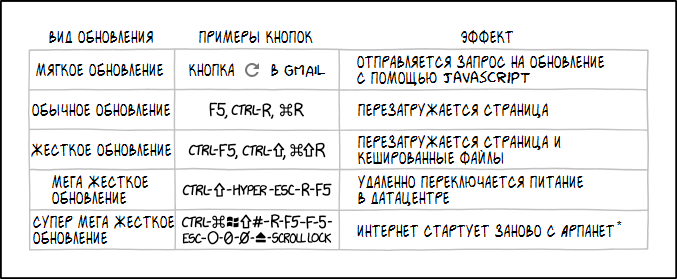 ВИД ОБНОВЛЕНИЯ ПРИМЕРЫ КНОПОК ЭФФЕКТ
МЯГКОЕ ОБНОВЛЕНИЕ КНОПКА ⟳ В GMAIL ОТПРАВЛЯЕТСЯ ЗАПРОС НА ОБНОВЛЕНИЕ
С ПОМОЩЬЮ JAVASCRIPT
ОБЫЧНОЕ ОБНОВЛЕНИЕ F5, CTRL-R, ⌘R ПЕРЕЗАГРУЖАЕТСЯ СТРАНИЦА
ЖЕСТКОЕ ОБНОВЛЕНИЕ CTRL-F5, CTRL-⇧, ⌘⇧R ПЕРЕЗАГРУЖАЕТСЯ СТРАНИЦА И
КЕШИРОВАННЫЕ ФАЙЛЫ
МЕГА ЖЕСТКОЕ
ОБНОВЛЕНИЕ
CTRL-⇧-HYPER-ESC-R-F5
УДАЛЕННО ПЕРЕКЛЮЧАЕТСЯ ПИТАНИЕ
В ДАТАЦЕНТРЕ
СУПЕР МЕГА ЖЕСТКОЕ
ОБНОВЛЕНИЕ
CTRL-⌘⊞⇧#-R-F5-F-5-
ESC-O-0-Ø-⏏-SCROLL LOCK
ИНТЕРНЕТ СТАРТУЕТ ЗАНОВО С АРПАНЕТ*